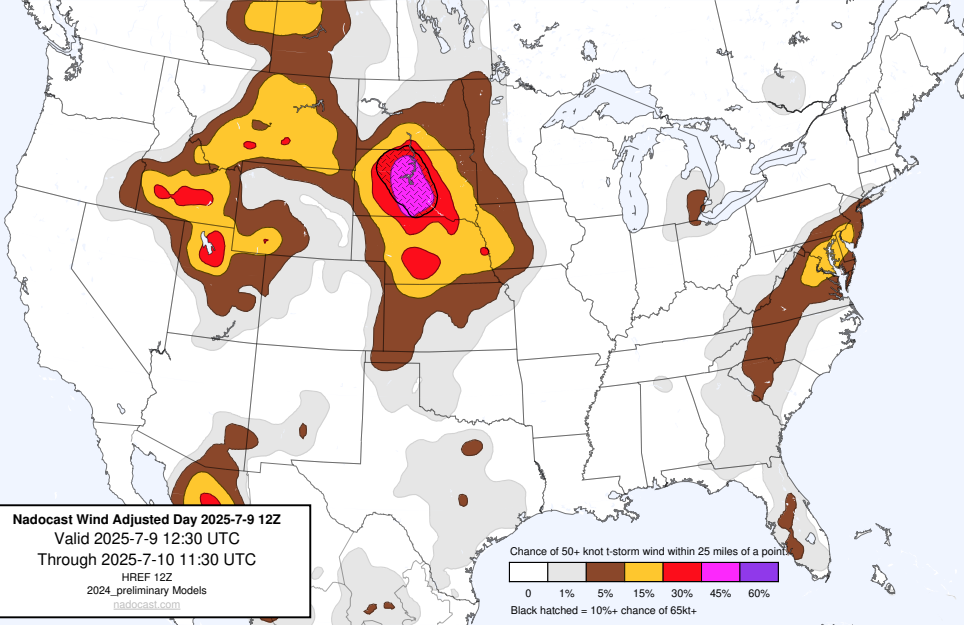 Nadocast Wind Adjusted Day 2025-7-9 12Z
Valid 2025-7-9 12:30 UTC
Through 2025-7-10 11:30 UTC
HREF 12Z
2024_preliminary Models
nadocast.com
Chance of 50+ knot t-storm wind within 25 miles of a point.
0 1% 5% 15% 30% 45% 60%
Black hatched = 10%+ chance of 65kt+